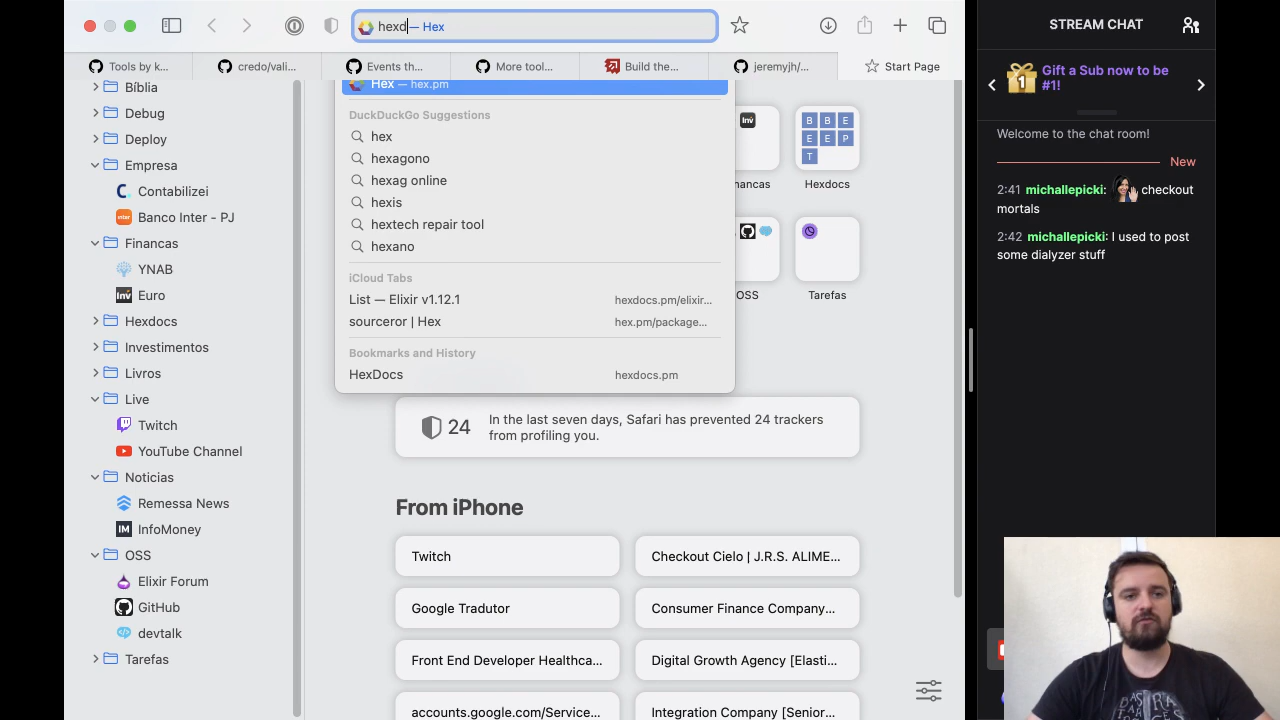 hexd— Hex
Tools by k...
credo/vali...
Events th...
More tool...
Build the...
jeremyjh/...
Start Page
Bíblia
Debug
Deploy
Empresa
Contabilizei
Banco Inter - PJ
Financas
YNAB
Euro
Hexdocs
Investimentos
Livros
Live
Twitch
YouTube Channel
Noticias
Remessa News
InfoMoney
OSS
Elixir Forum
GitHub
devtalk
Tarefas
Hex — hex.pm
DuckDuckGo Suggestions
hex
hexagono
hexag online
hexis
hextech repair tool
hexano
iCloud Tabs
List — Elixir v1.12.1 hexdocs.pm/elixir...
sourceror | Hex hex.pm/package...
Bookmarks and History
HexDocs hexdocs.pm
Inv
B B E
E E P
T
nancas
Hexdocs
OSS
Tarefas
24
In the last seven days, Safari has prevented 24 trackers
from profiling you.
From iPhone
Twitch
Checkout Cielo | J.R.S. ALIME...
Google Tradutor
Consumer Finance Company...
Front End Developer Healthca...
Digital Growth Agency [Elasti...
accounts.google.com/Service...
Integration Company [Senior...
STREAM CHAT
1
Gift a Sub now to be
#1!
Welcome to the chat room!
New
2:41 michallepicki: checkout
mortals
2:42 michallepicki: I used to post
some dialyzer stuff